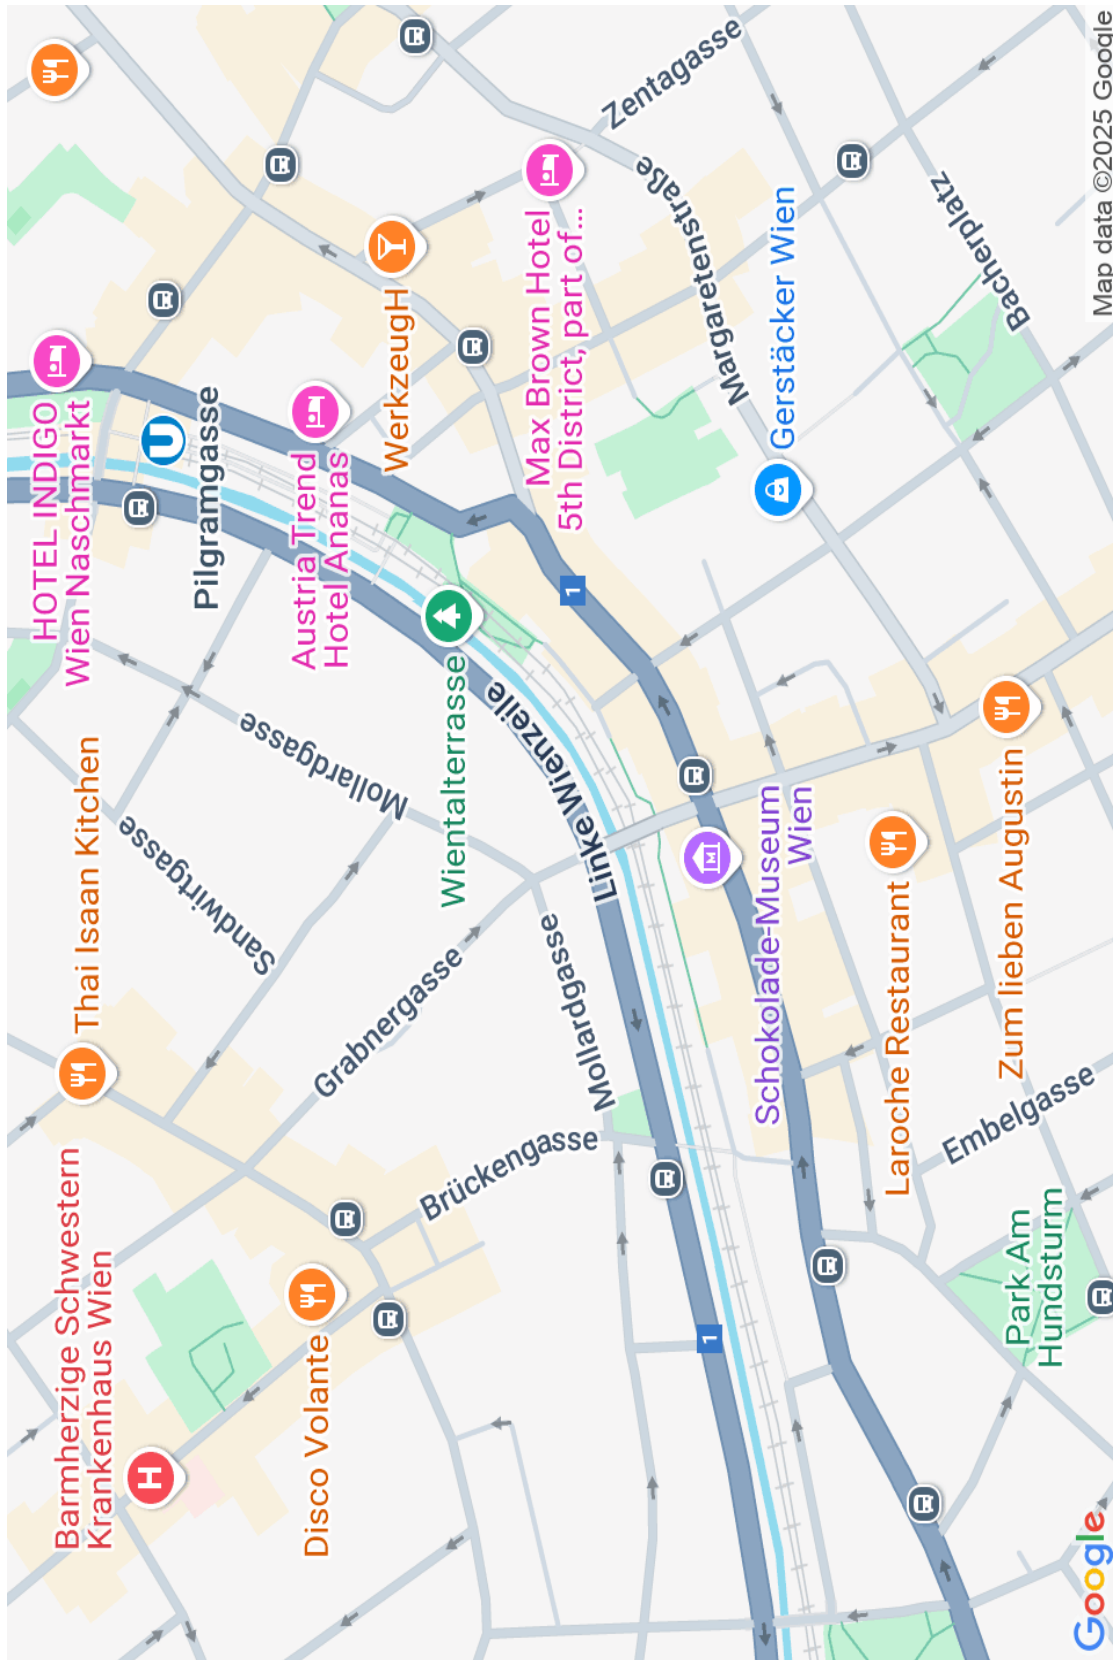 Barmherzige Schwestern
Krankenhaus Wien
Thai Isaan Kitchen
HOTEL INDIGO
Wien Naschmarkt
U
Pilgramgasse
Sandwirtgasse
Mollardgasse
Austria Trend
Hotel Ananas
H
Disco Volante
Grabnergasse
WerkzeugH
Brückengasse
Wientalterrasse
Linke Wienzeile
Mollardgasse
Max Brown Hotel
5th District, part of...
Zentagasse
1
1
Margaretenstraße
Schokolade-Museum
Wien
Gerstäcker Wien
Laroche Restaurant
Embelgasse
Zum lieben Augustin
Bacherplatz
Park Am
Hundsturm
Google
Map data ©2025 Google